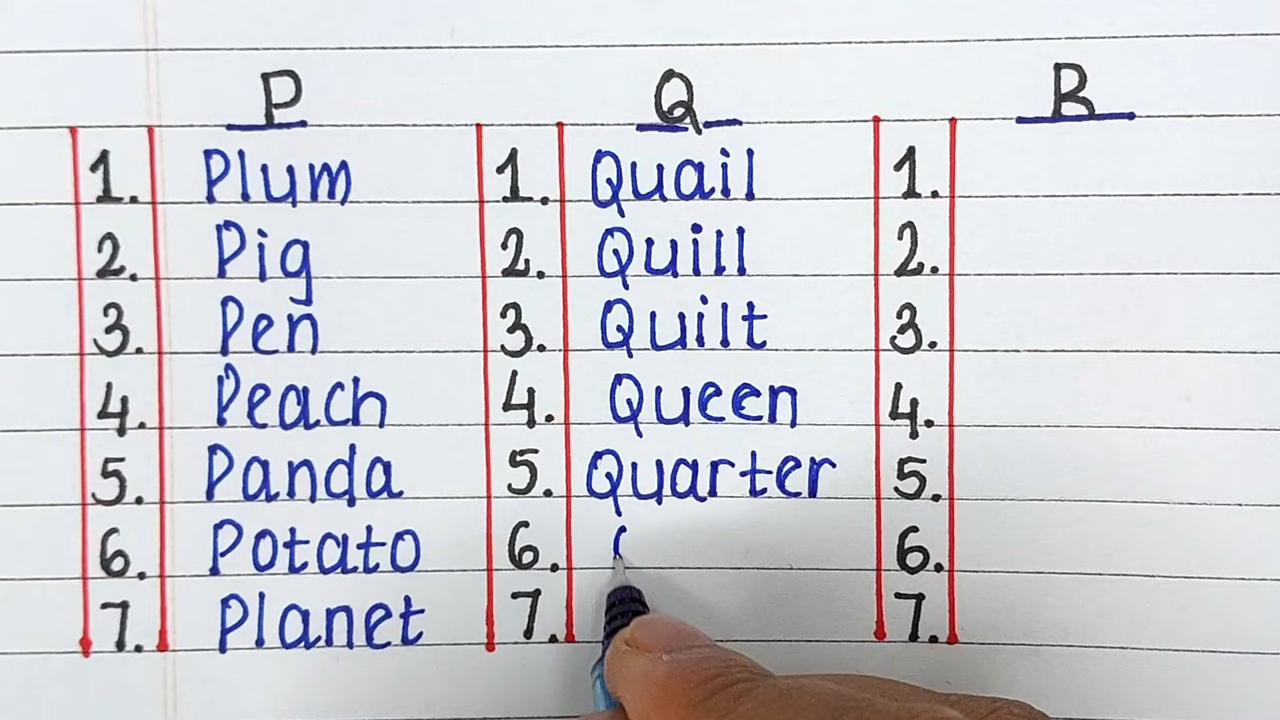 P Q R
1. Plum 1. Quail 1.
2. Pig 2. Quill 2.
3. Pen 3. Quilt 3.
4. Peach 4. Queen 4.
5. Panda 5. Quarter 5.
6. Potato 6. 6.
7. Planet 7. 7.